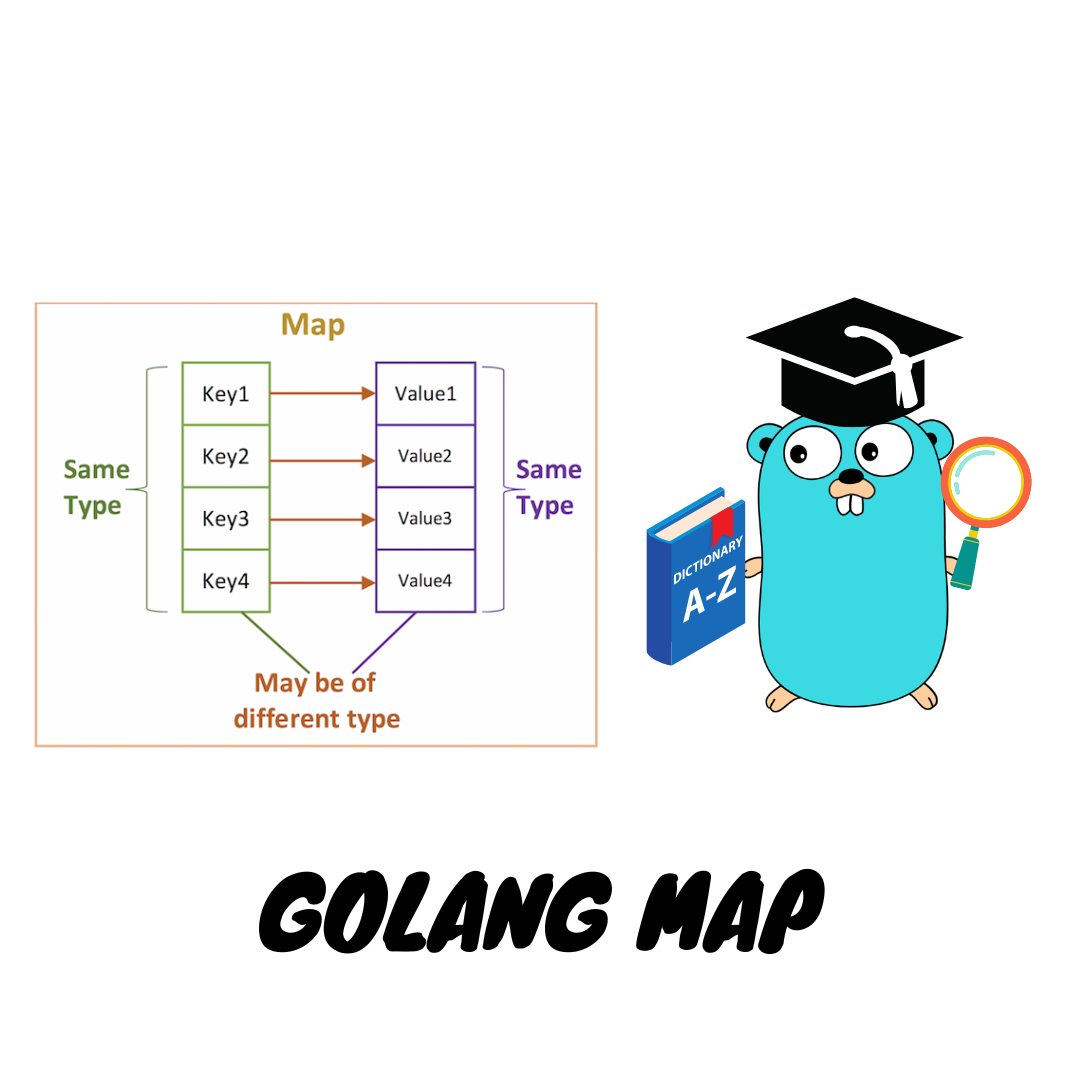 Map
Key1
Value1
Key2
Value2
Key3
Value3
Key4
Value4
Same
Type
Same
Type
May be of
different type
DICTIONARY
A-Z
GOLANG MAP